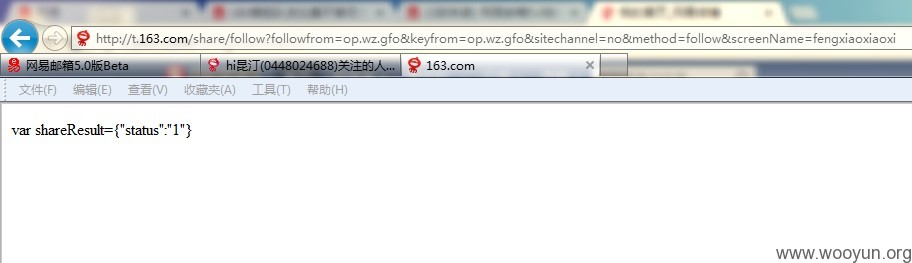 http://t.163.com/share/follow?followfrom=op.wz.gfo&keyfrom=op.wz.gfo&sitechannel=no&method=follow&screenName=fengxiaoxiaoxi
网易邮箱5.0版Beta hi昆汀(0448024688)关注的人... 163.com
文件(F) 编辑(E) 查看(V) 收藏夹(A) 工具(T) 帮助(H)
var shareResult={"status":"1"}
www.wooyun.org